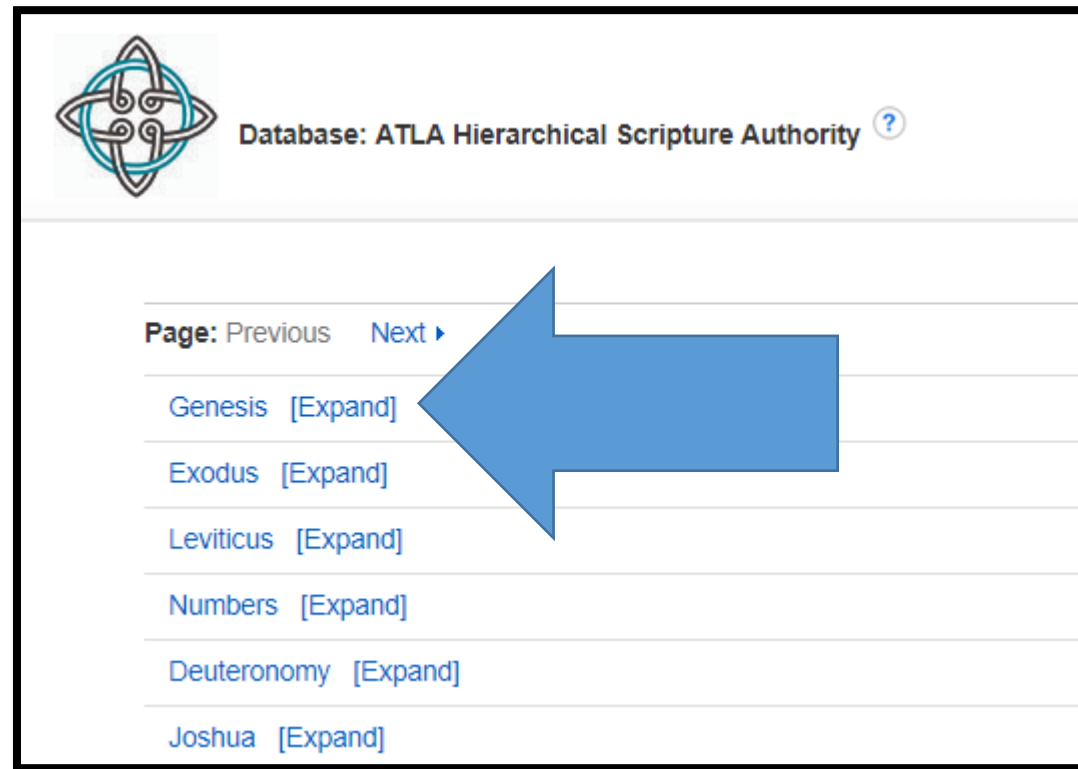 Database: ATLA Hierarchical Scripture Authority ?
Page: Previous Next
Genesis [Expand]
Exodus [Expand]
Leviticus [Expand]
Numbers [Expand]
Deuteronomy [Expand]
Joshua [Expand]